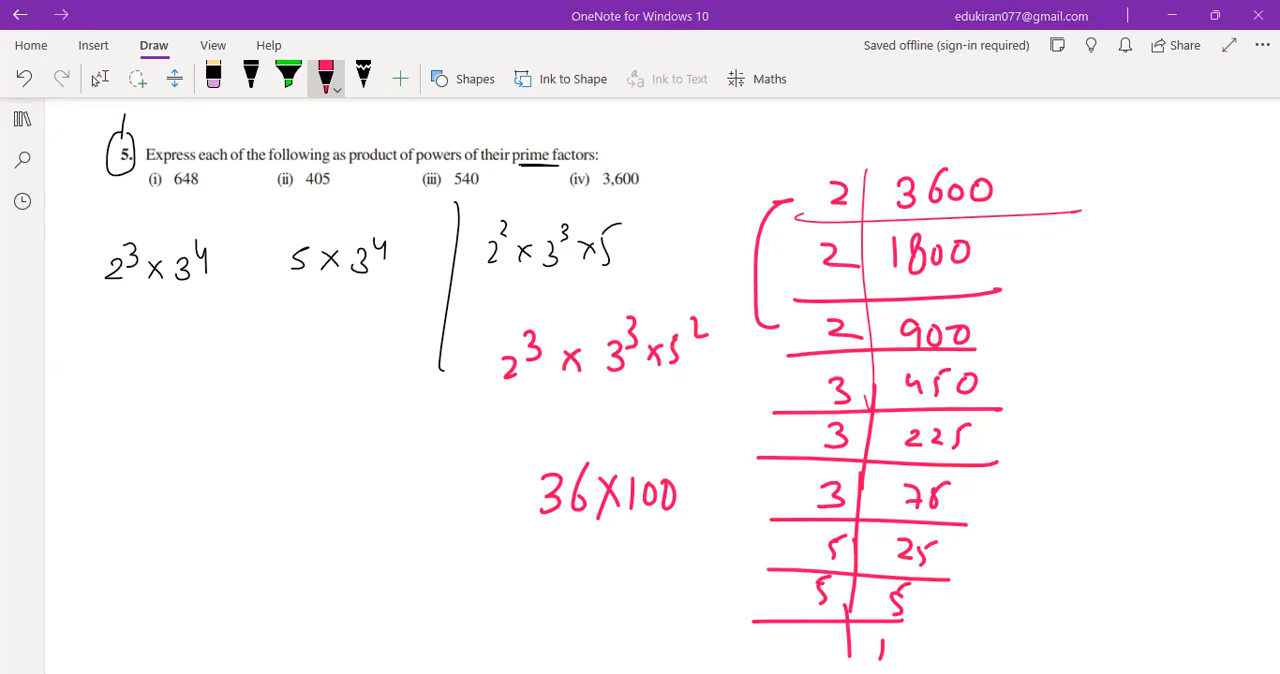 OneNote for Windows 10
edukiran077@gmail.com
Home Insert Draw View Help
Saved offline (sign-in required) Share
Shapes Ink to Shape Ink to Text Maths
5. Express each of the following as product of powers of their prime factors:
(i) 648 (ii) 405 (iii) 540 (iv) 3,600
2³ × 3⁴ 5 × 3⁴ 2² × 3³ × 5
2³ × 3³ × 5²
36 × 100
2 3600
2 1800
2 900
3 450
3 225
3 75
5 25
5 5
1